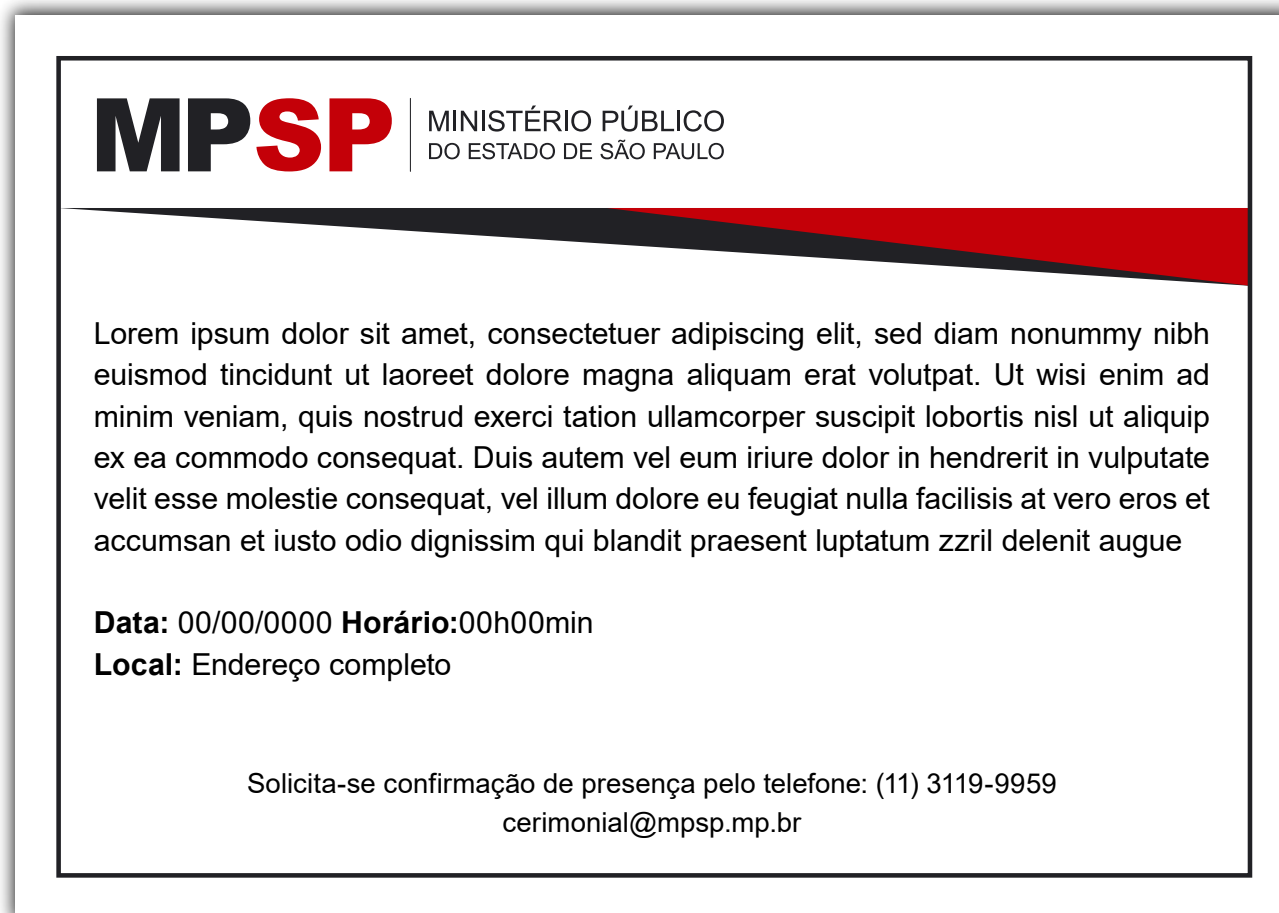 MPSP
MINISTÉRIO PÚBLICO
DO ESTADO DE SÃO PAULO
Lorem ipsum dolor sit amet, consectetuer adipiscing elit, sed diam nonummy nibh
euismod tincidunt ut laoreet dolore magna aliquam erat volutpat. Ut wisi enim ad
minim veniam, quis nostrud exerci tation ullamcorper suscipit lobortis nisl ut aliquip
ex ea commodo consequat. Duis autem vel eum iriure dolor in hendrerit in vulputate
velit esse molestie consequat, vel illum dolore eu feugiat nulla facilisis at vero eros et
accumsan et iusto odio dignissim qui blandit praesent luptatum zzril delenit augue
Data: 00/00/0000 Horário:00h00min
Local: Endereço completo
Solicita-se confirmação de presença pelo telefone: (11) 3119-9959
cerimonial@mpsp.mp.br